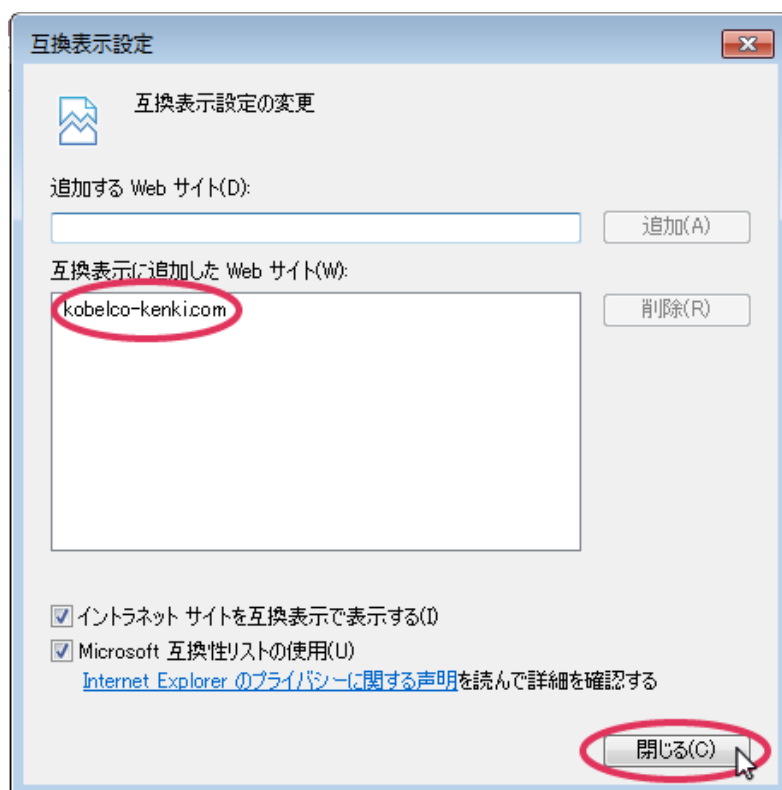 互換表示設定
互換表示設定の変更
追加する Web サイト(D):
追加(A)
互換表示に追加した Web サイト(W):
kobelco-kenki.com
削除(R)
イントラネット サイトを互換表示で表示する(I)
Microsoft 互換性リストの使用(U)
Internet Explorer のプライバシーに関する声明を読んで詳細を確認する
閉じる(C)